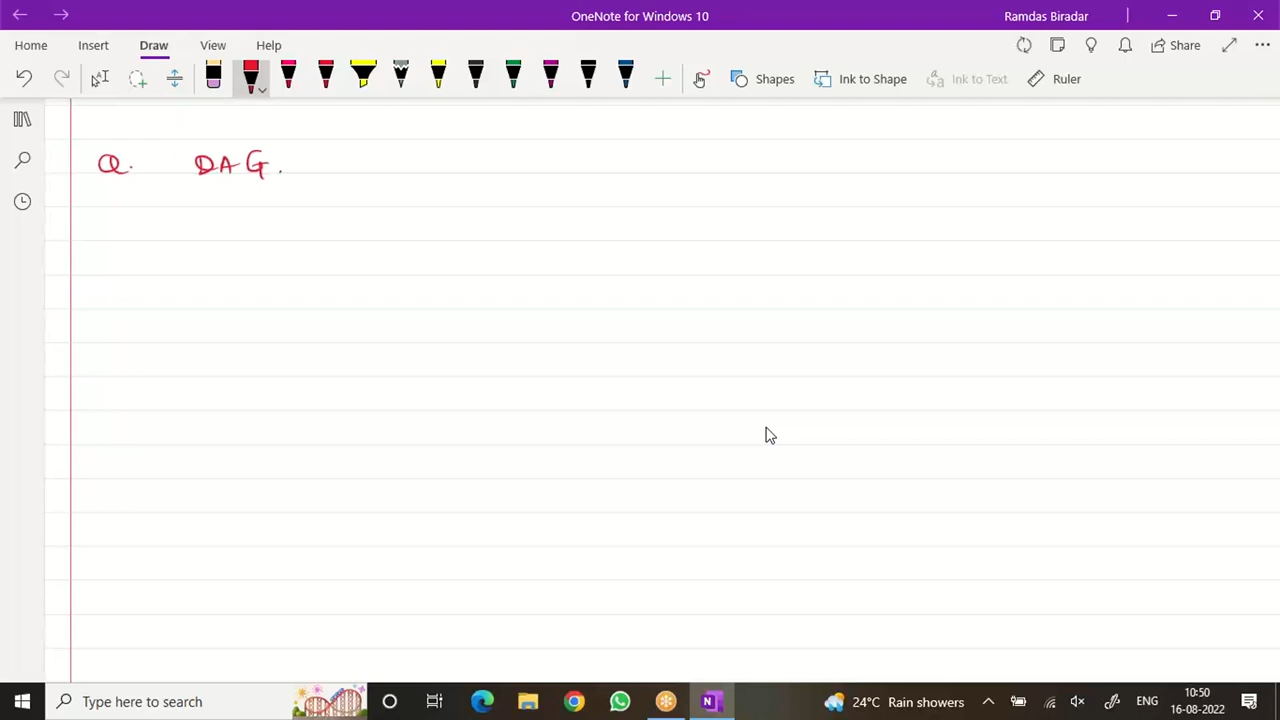 OneNote for Windows 10
Ramdas Biradar
Home Insert Draw View Help
Share
Shapes Ink to Shape Ink to Text Ruler
Q. DAG.
Type here to search
24°C Rain showers
ENG
10:50
16-08-2022